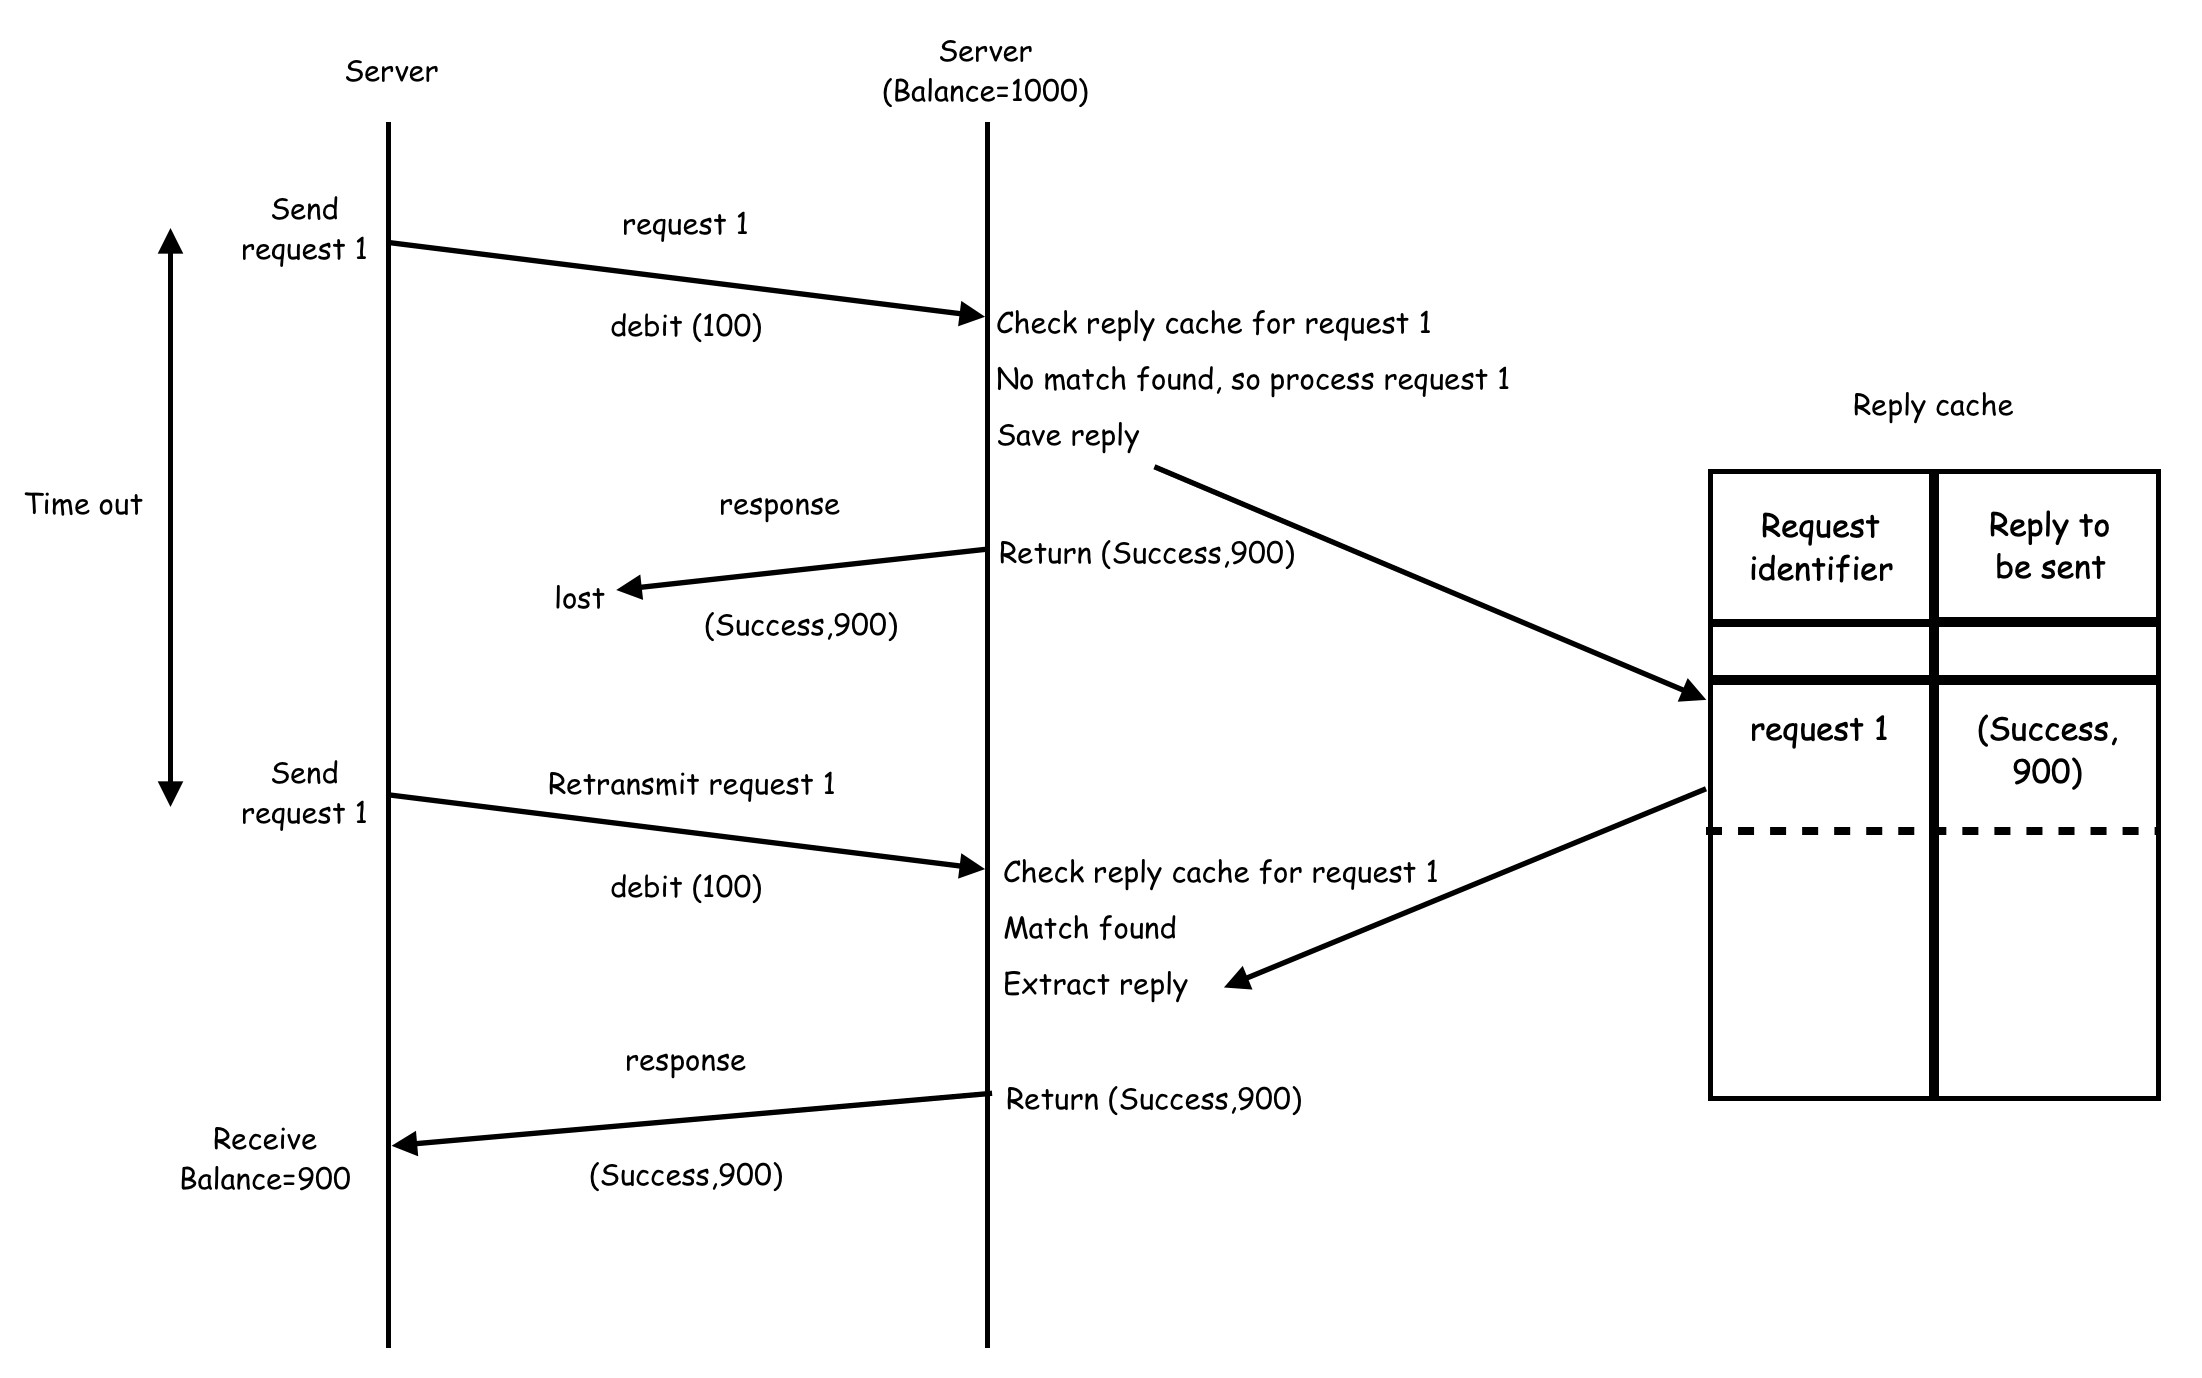 Server
Server
(Balance=1000)
Send
request 1
request 1
debit (100)
Check reply cache for request 1
No match found, so process request 1
Save reply
Time out
response
Return (Success,900)
lost
(Success,900)
Reply cache
Request
identifier
Reply to
be sent
request 1
(Success,
900)
Send
request 1
Retransmit request 1
debit (100)
Check reply cache for request 1
Match found
Extract reply
response
Return (Success,900)
Receive
Balance=900
(Success,900)